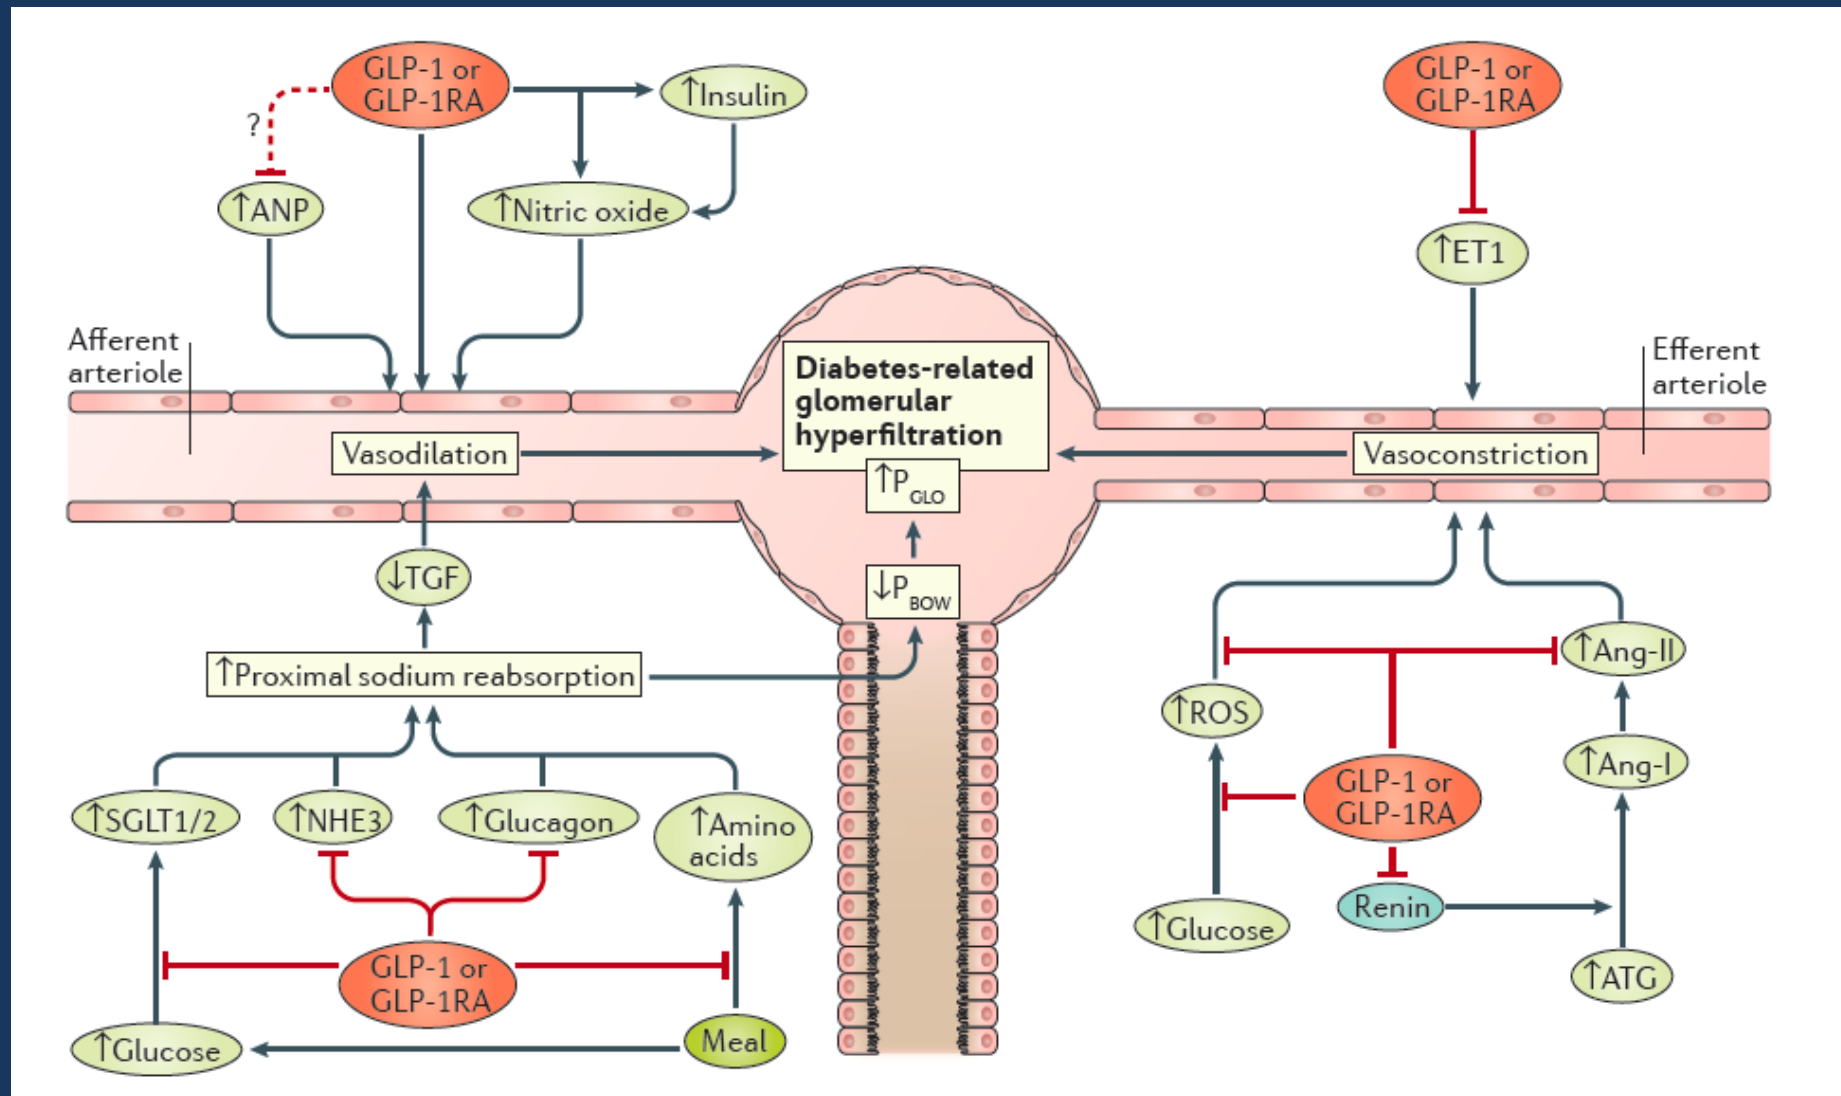 GLP-1 or
GLP-1RA
↑Insulin
?
↑ANP
↑Nitric oxide
GLP-1 or
GLP-1RA
↑ET1
Afferent
arteriole
Efferent
arteriole
Vasodilation
Diabetes-related
glomerular
hyperfiltration
↑PGLO
↓PBOW
Vasoconstriction
↓TGF
↑Proximal sodium reabsorption
↑SGLT1/2
↑NHE3
↑Glucagon
↑Amino
acids
GLP-1 or
GLP-1RA
↑Glucose
Meal
↑ROS
↑Ang-II
↑Ang-I
GLP-1 or
GLP-1RA
Renin
↑Glucose
↑ATG